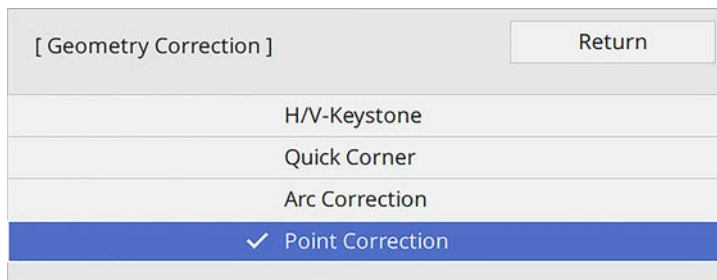 [ Geometry Correction ]
Return
H/V-Keystone
Quick Corner
Arc Correction
Point Correction